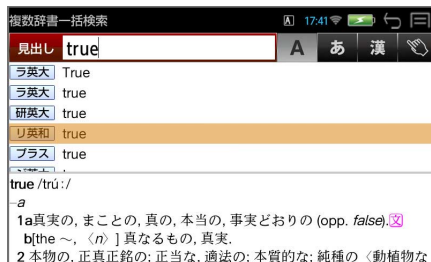 複数辞書一括検索 A 17:41
見出し true A あ 漢
ラ英大 True
ラ英大 true
研英大 true
リ英和 true
プラス true
true /trú:/
–a
1a真実の, まことの, 真の, 本当の, 事実どおりの (opp. false).文
b[the ~, 〈n〉] 真なるもの, 真実.
2 本物の, 正真正銘の; 正当な, 適法の; 本質的な; 純種の〈動植物な